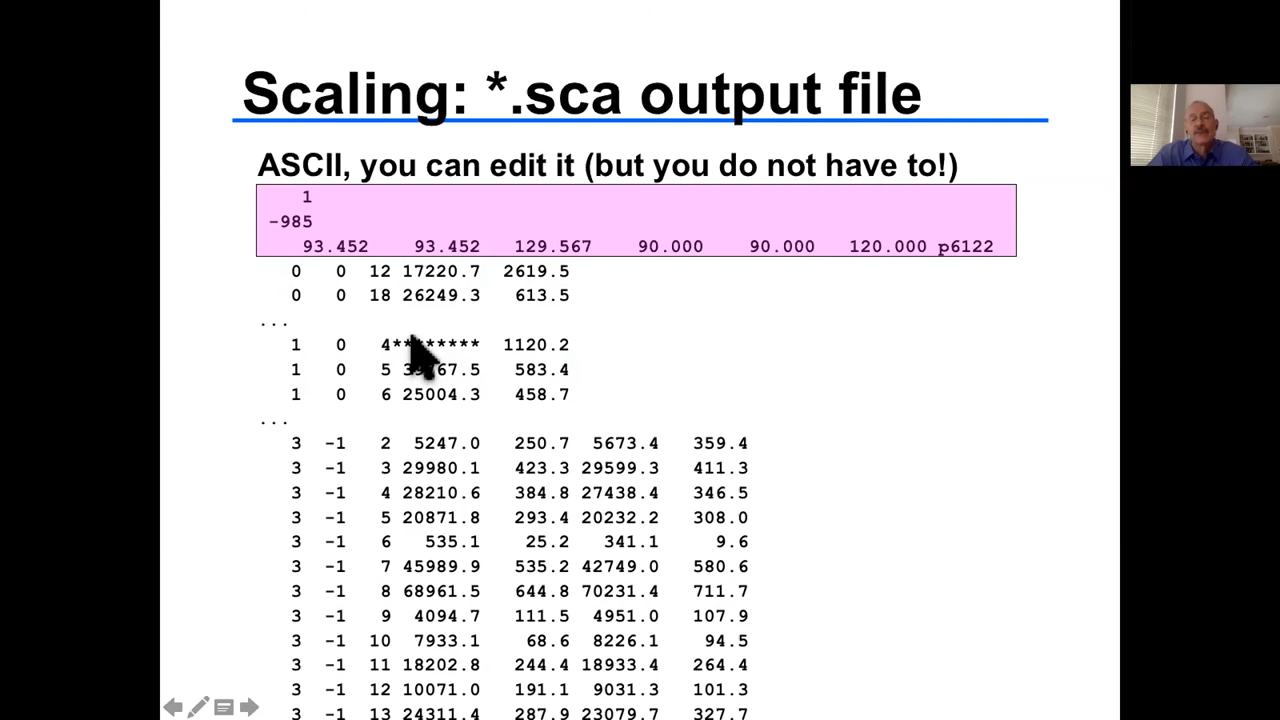 Scaling: *.sca output file
ASCII, you can edit it (but you do not have to!)
1
-985
93.452 93.452 129.567 90.000 90.000 120.000 p6122
0 0 12 17220.7 2619.5
0 0 18 26249.3 613.5
...
1 0 4******** 1120.2
1 0 5 583.4
1 0 6 25004.3 458.7
...
3 -1 2 5247.0 250.7 5673.4 359.4
3 -1 3 29980.1 423.3 29599.3 411.3
3 -1 4 28210.6 384.8 27438.4 346.5
3 -1 5 20871.8 293.4 20232.2 308.0
3 -1 6 535.1 25.2 341.1 9.6
3 -1 7 45989.9 535.2 42749.0 580.6
3 -1 8 68961.5 644.8 70231.4 711.7
3 -1 9 4094.7 111.5 4951.0 107.9
3 -1 10 7933.1 68.6 8226.1 94.5
3 -1 11 18202.8 244.4 18933.4 264.4
3 -1 12 10071.0 191.1 9031.3 101.3
3 -1 13 24311.4 287.9 23079.7 327.7